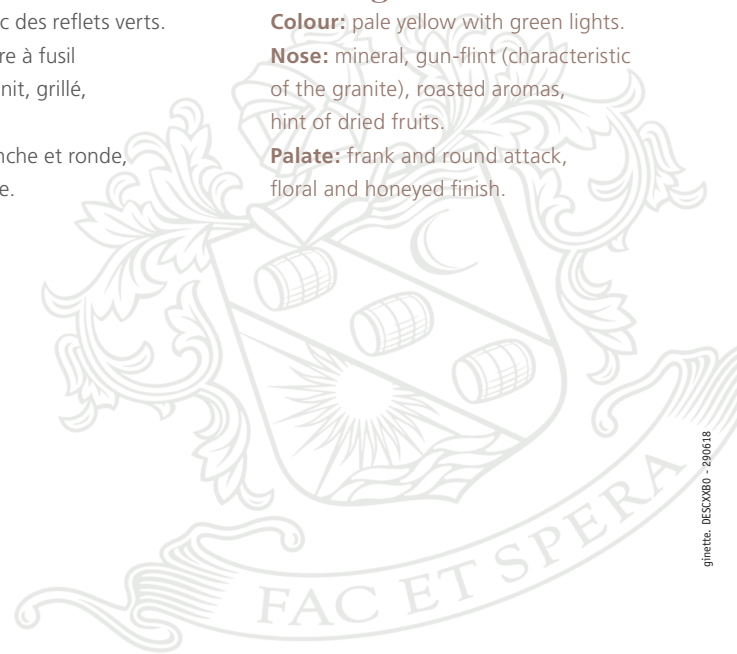 c des reflets verts.
re à fusil
nit, grillé,
nche et ronde,
e.
Colour: pale yellow with green lights.
Nose: mineral, gun-flint (characteristic
of the granite), roasted aromas,
hint of dried fruits.
Palate: frank and round attack,
floral and honeyed finish.
ginette. DESCXXBO - 290618
FAC ET SPERA